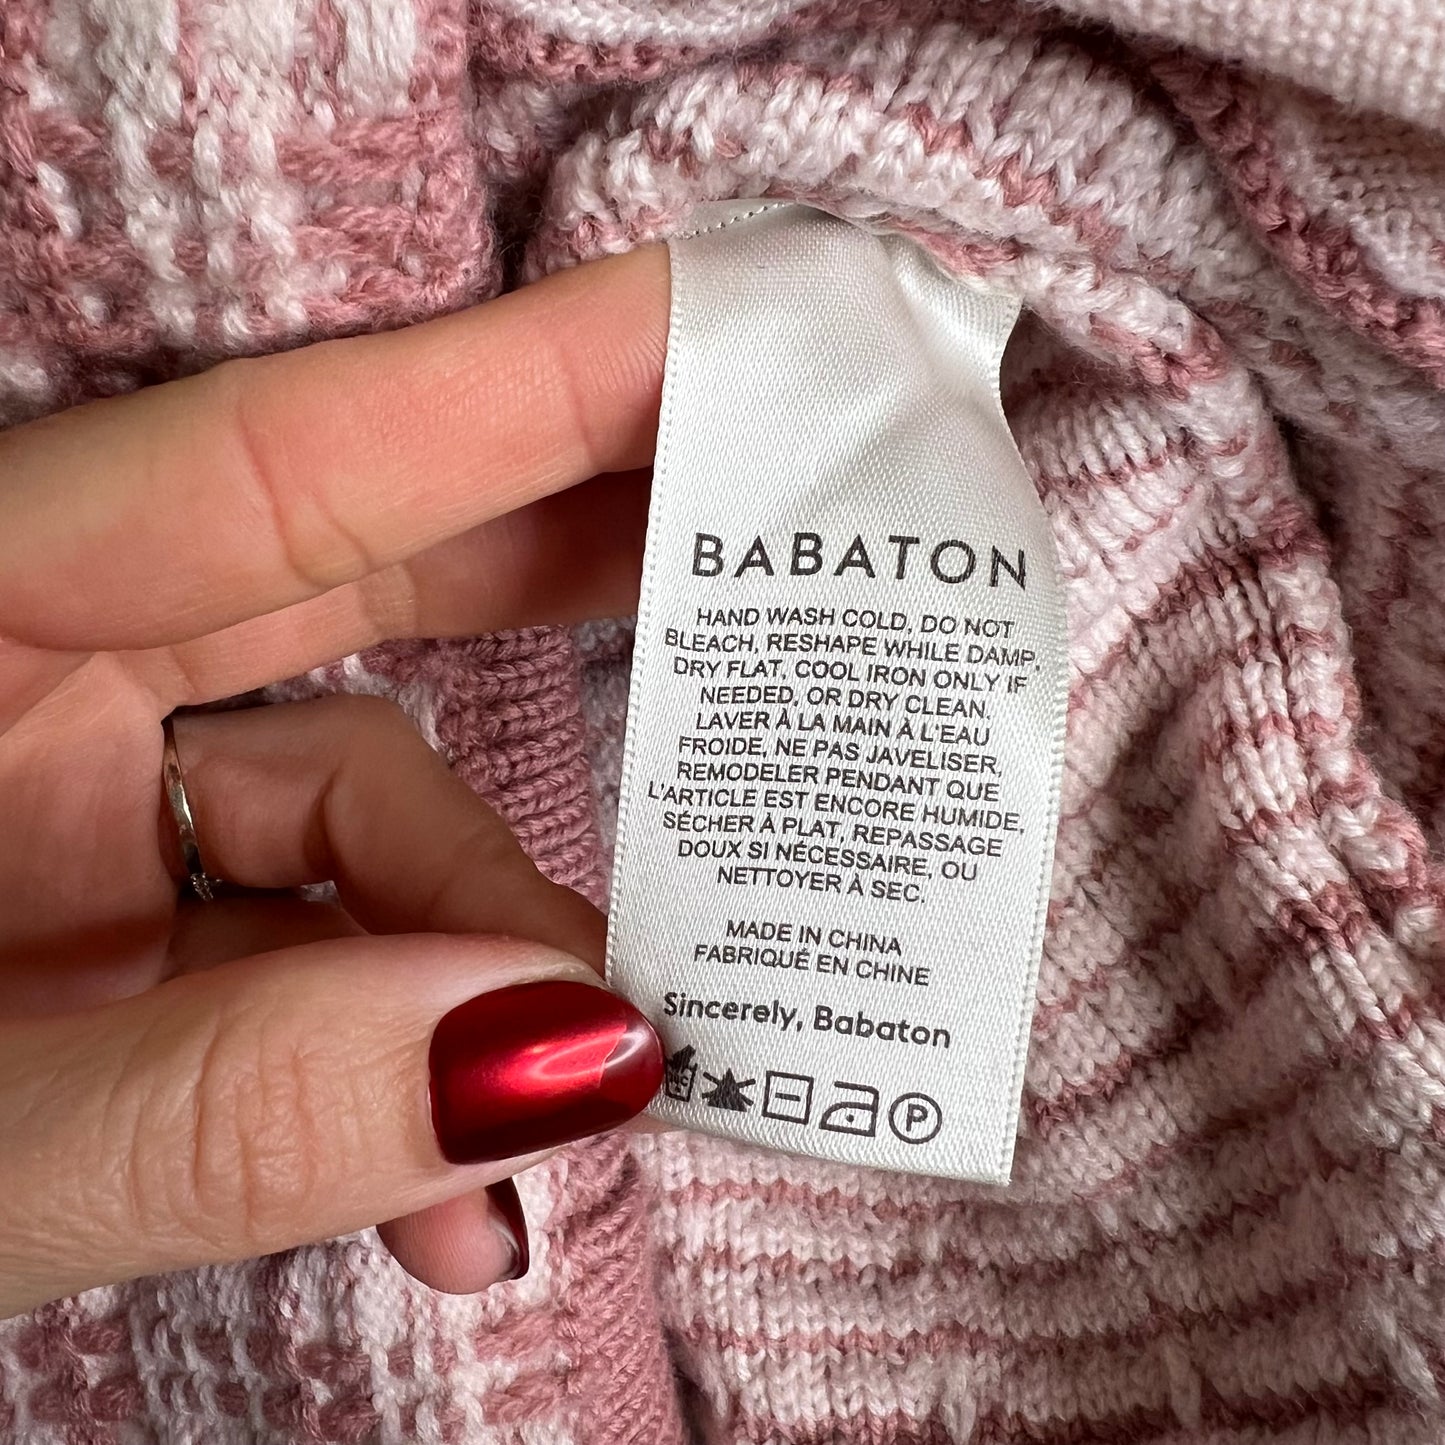 BABATON
HAND WASH COLD, DO NOT
BLEACH, RESHAPE WHILE DAMP,
DRY FLAT, COOL IRON ONLY IF
NEEDED, OR DRY CLEAN.
LAVER À LA MAIN À L'EAU
FROIDE, NE PAS JAVELISER,
REMODELER PENDANT QUE
L'ARTICLE EST ENCORE HUMIDE,
SÉCHER À PLAT, REPASSAGE
DOUX SI NÉCESSAIRE, OU
NETTOYER À SEC.
MADE IN CHINA
FABRIQUÉ EN CHINE
Sincerely, Babaton
P